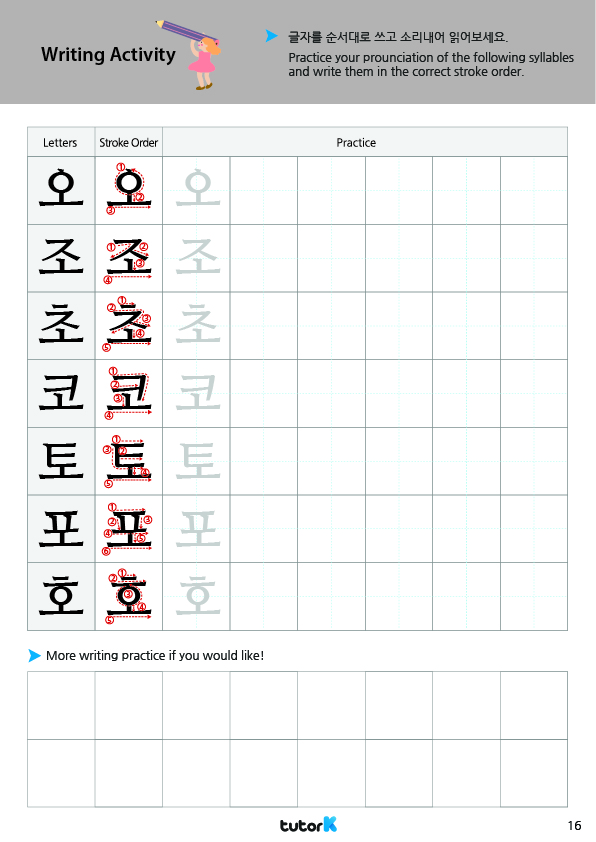 Writing Activity
글자를 순서대로 쓰고 소리내어 읽어보세요.
Practice your prounciation of the following syllables
and write them in the correct stroke order.
Letters Stroke Order Practice
오 오 ① ② ③ 오
조 조 ① ② ③ ④ 조
초 초 ① ② ③ ④ ⑤ 초
코 코 ① ② ③ ④ 코
토 토 ① ② ③ ④ ⑤ 토
포 포 ① ② ③ ④ ⑤ ⑥ 포
호 호 ① ② ③ ④ ⑤ 호
More writing practice if you would like!
tutorK
16